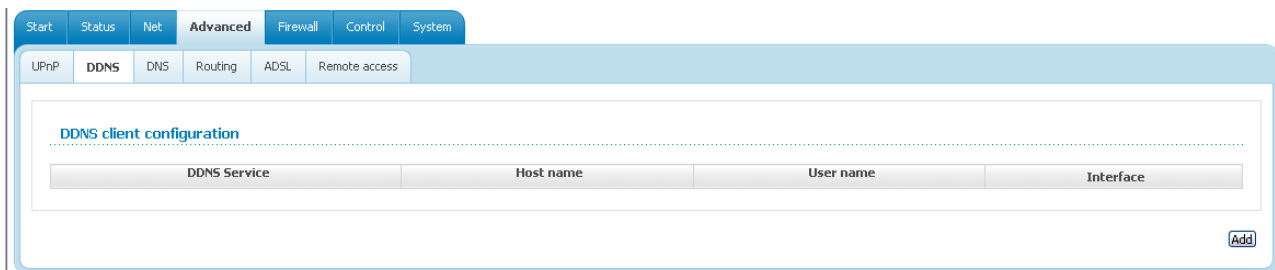 Start Status Net Advanced Firewall Control System
UPnP DDNS DNS Routing ADSL Remote access
DDNS client configuration
DDNS Service Host name User name Interface
Add